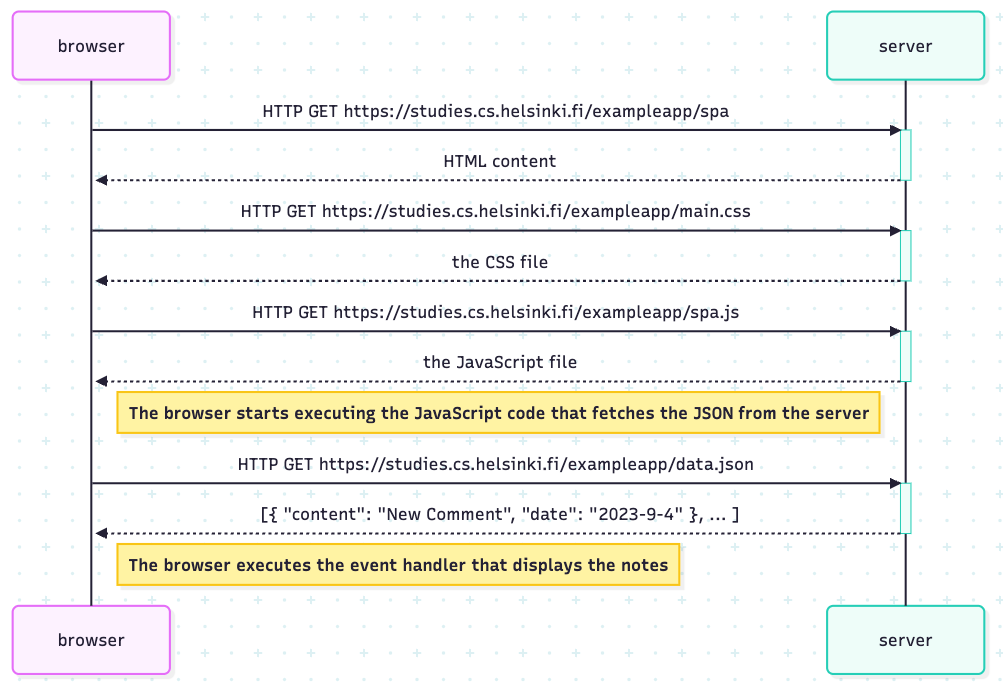 browser
server
HTTP GET https://studies.cs.helsinki.fi/exampleapp/spa
HTML content
HTTP GET https://studies.cs.helsinki.fi/exampleapp/main.css
the CSS file
HTTP GET https://studies.cs.helsinki.fi/exampleapp/spa.js
the JavaScript file
The browser starts executing the JavaScript code that fetches the JSON from the server
HTTP GET https://studies.cs.helsinki.fi/exampleapp/data.json
[{ "content": "New Comment", "date": "2023-9-4" }, ... ]
The browser executes the event handler that displays the notes
browser
server